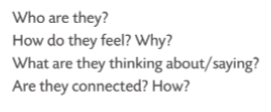 Who are they?
How do they feel? Why?
What are they thinking about/saying?
Are they connected? How?